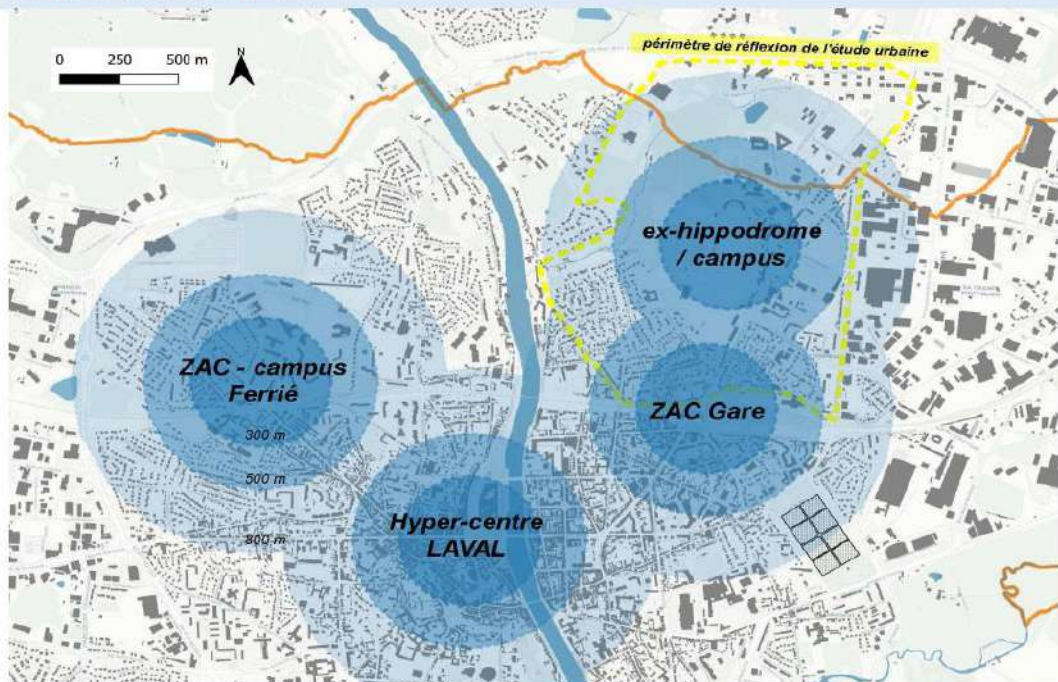 0 250 500 m
N
périmètre de réflexion de l'étude urbaine
ex-hippodrome
/ campus
ZAC - campus
Ferrié
ZAC Gare
300 m
500 m
800 m
Hyper-centre
LAVAL